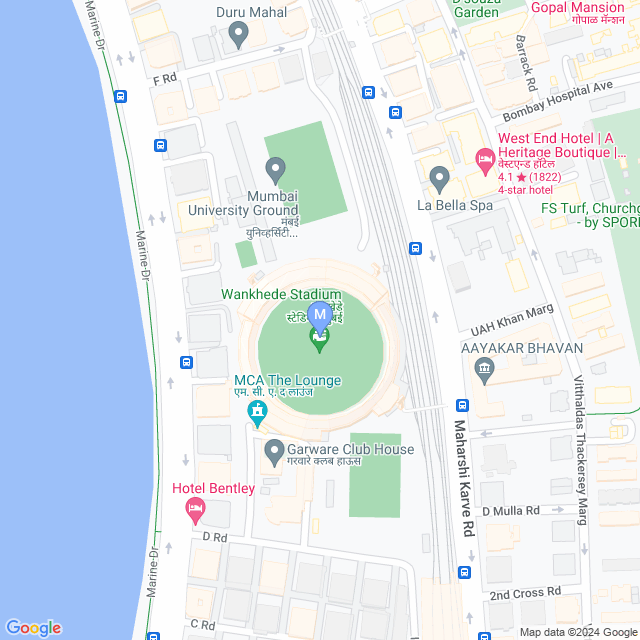 Duru Mahal
D'souza
Garden
Gopal Mansion
गोपाळ मॅन्शन
Marine-Dr
F Rd
Barrack Rd
Bombay Hospital Ave
West End Hotel | A
Heritage Boutique |...
वेस्टएन्ड हॉटेल
4.1 ★ (1822)
4-star hotel
Mumbai
University Ground
मुंबई
युनिव्हर्सिटी...
La Bella Spa
FS Turf, Churchg
- by SPOR
Marine-Dr
Wankhede Stadium
M
UAH Khan Marg
AAYAKAR BHAVAN
MCA The Lounge
एम. सी. ए. द लाउंज
Vitthaldas Thackersey Marg
Maharshi Karve Rd
Garware Club House
गरवारे क्लब हाऊस
Hotel Bentley
D Mulla Rd
D Rd
Marine-Dr
2nd Cross Rd
C Rd
Google
Map data ©2024 Google